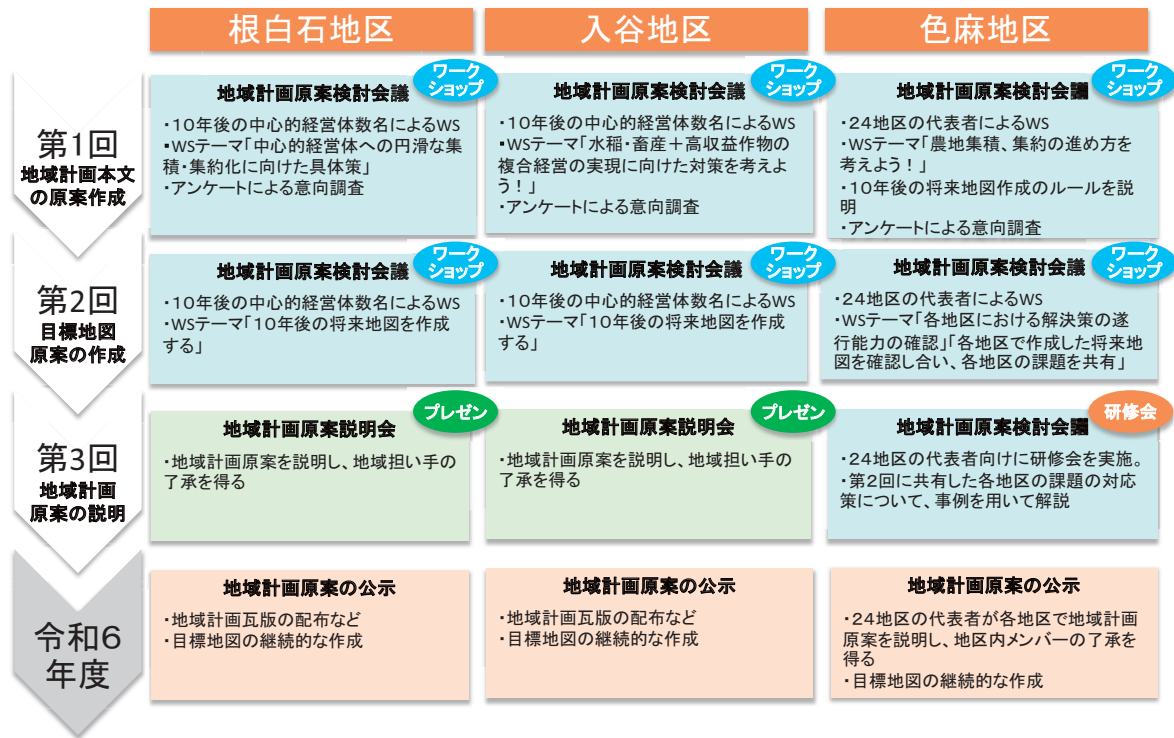 根白石地区
入谷地区
色麻地区
第1回
地域計画本文
の原案作成
ワーク
ショップ
地域計画原案検討会議
・10年後の中心的経営体数名によるWS
・WSテーマ「中心的経営体への円滑な集
積・集約化に向けた具体策」
・アンケートによる意向調査
ワーク
ショップ
地域計画原案検討会議
・10年後の中心的経営体数名によるWS
・WSテーマ「水稲・畜産＋高収益作物の
複合経営の実現に向けた対策を考えよ
う！」
・アンケートによる意向調査
ワーク
ショップ
地域計画原案検討会議
・24地区の代表者によるWS
・WSテーマ「農地集積、集約の進め方を
考えよう！」
・10年後の将来地図作成のルールを説
明
・アンケートによる意向調査
第2回
目標地図
原案の作成
ワーク
ショップ
地域計画原案検討会議
・10年後の中心的経営体数名によるWS
・WSテーマ「10年後の将来地図を作成
する」
ワーク
ショップ
地域計画原案検討会議
・10年後の中心的経営体数名によるWS
・WSテーマ「10年後の将来地図を作成
する」
ワーク
ショップ
地域計画原案検討会議
・24地区の代表者によるWS
・WSテーマ「各地区における解決策の遂
行能力の確認」「各地区で作成した将来地
図を確認し合い、各地区の課題を共有」
第3回
地域計画
原案の説明
プレゼン
地域計画原案説明会
・地域計画原案を説明し、地域担い手の
了承を得る
プレゼン
地域計画原案説明会
・地域計画原案を説明し、地域担い手の
了承を得る
研修会
地域計画原案検討会議
・24地区の代表者向けに研修会を実施。
・第2回に共有した各地区の課題の対応
策について、事例を用いて解説
令和6
年度
地域計画原案の公示
・地域計画瓦版の配布など
・目標地図の継続的な作成
地域計画原案の公示
・地域計画瓦版の配布など
・目標地図の継続的な作成
地域計画原案の公示
・24地区の代表者が各地区で地域計画
原案を説明し、地区内メンバーの了承を
得る
・目標地図の継続的な作成